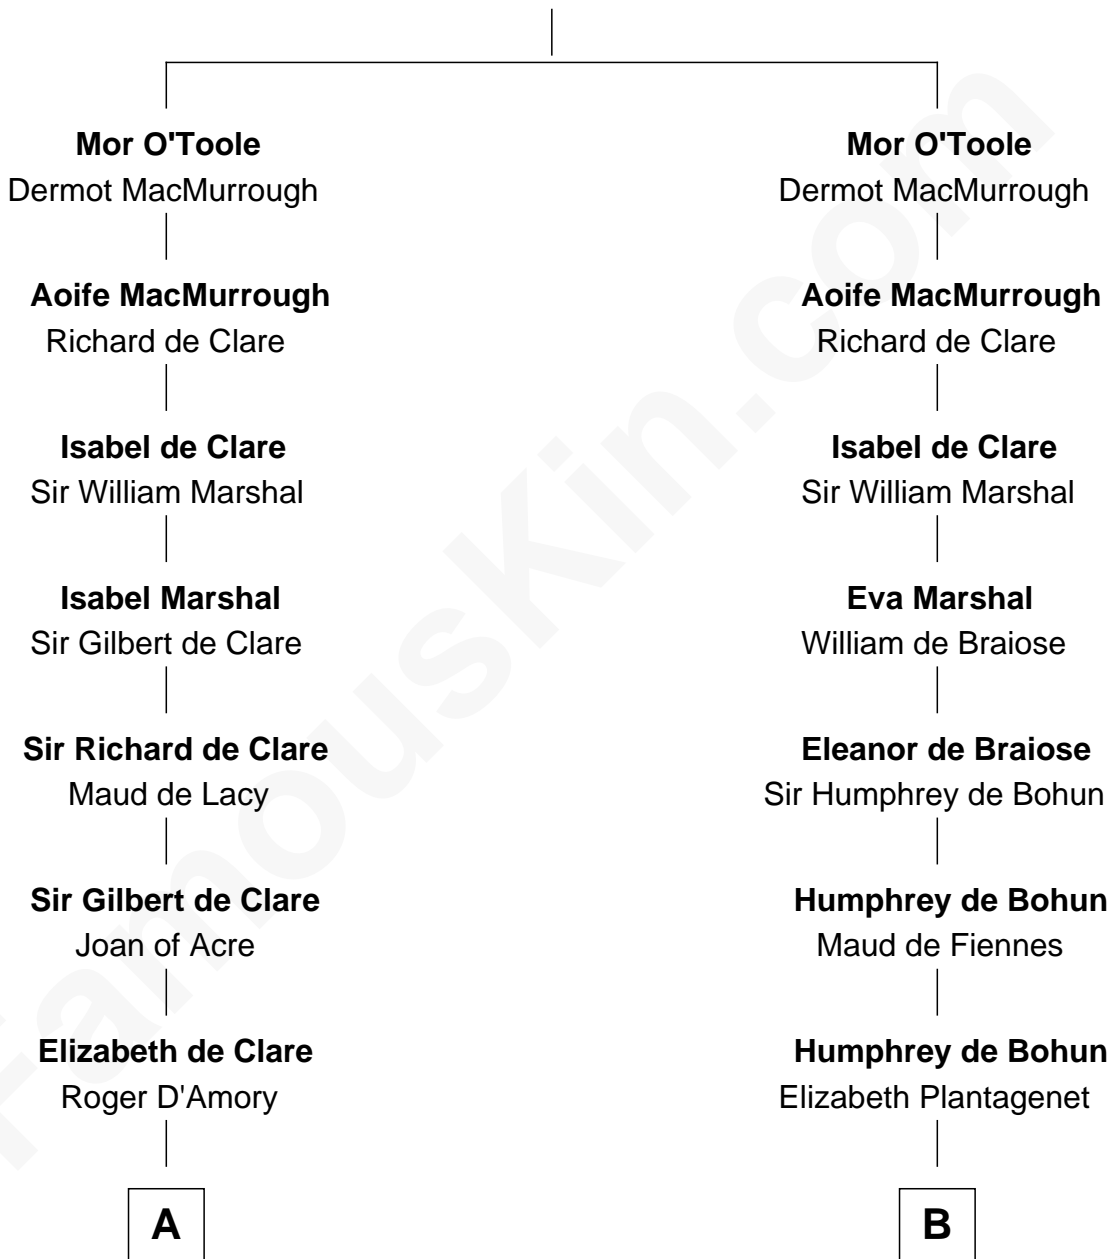 Mor O'Toole
Dermot MacMurrough
Aoife MacMurrough
Richard de Clare
Isabel de Clare
Sir William Marshal
Isabel Marshal
Sir Gilbert de Clare
Sir Richard de Clare
Maud de Lacy
Sir Gilbert de Clare
Joan of Acre
Elizabeth de Clare
Roger D'Amory
A
Mor O'Toole
Dermot MacMurrough
Aoife MacMurrough
Richard de Clare
Isabel de Clare
Sir William Marshal
Eva Marshal
William de Braiose
Eleanor de Braiose
Sir Humphrey de Bohun
Humphrey de Bohun
Maud de Fiennes
Humphrey de Bohun
Elizabeth Plantagenet
B
FamousKin.com